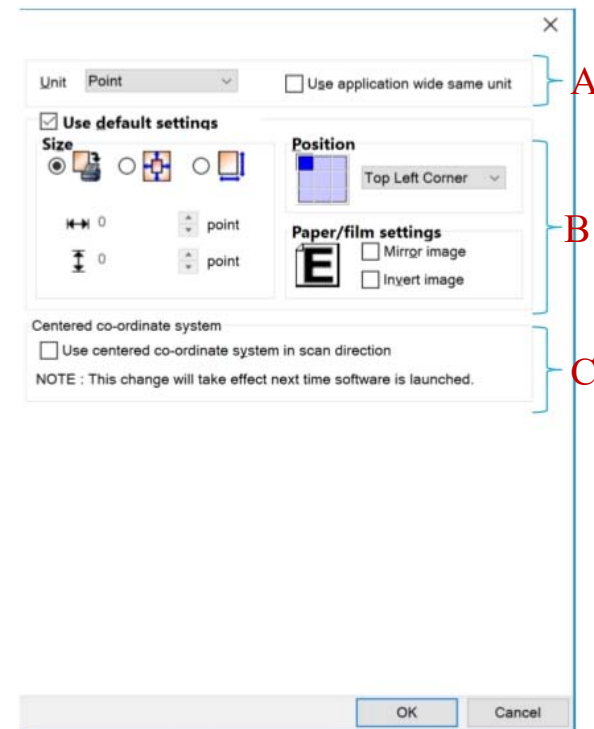 Unit Point Use application wide same unit A
Use default settings
Size Position
Top Left Corner
0 point
B
Paper/film settings
E Mirror image
0 point
Invert image
Centered co-ordinate system
Use centered co-ordinate system in scan direction
C
NOTE : This change will take effect next time software is launched.
OK Cancel